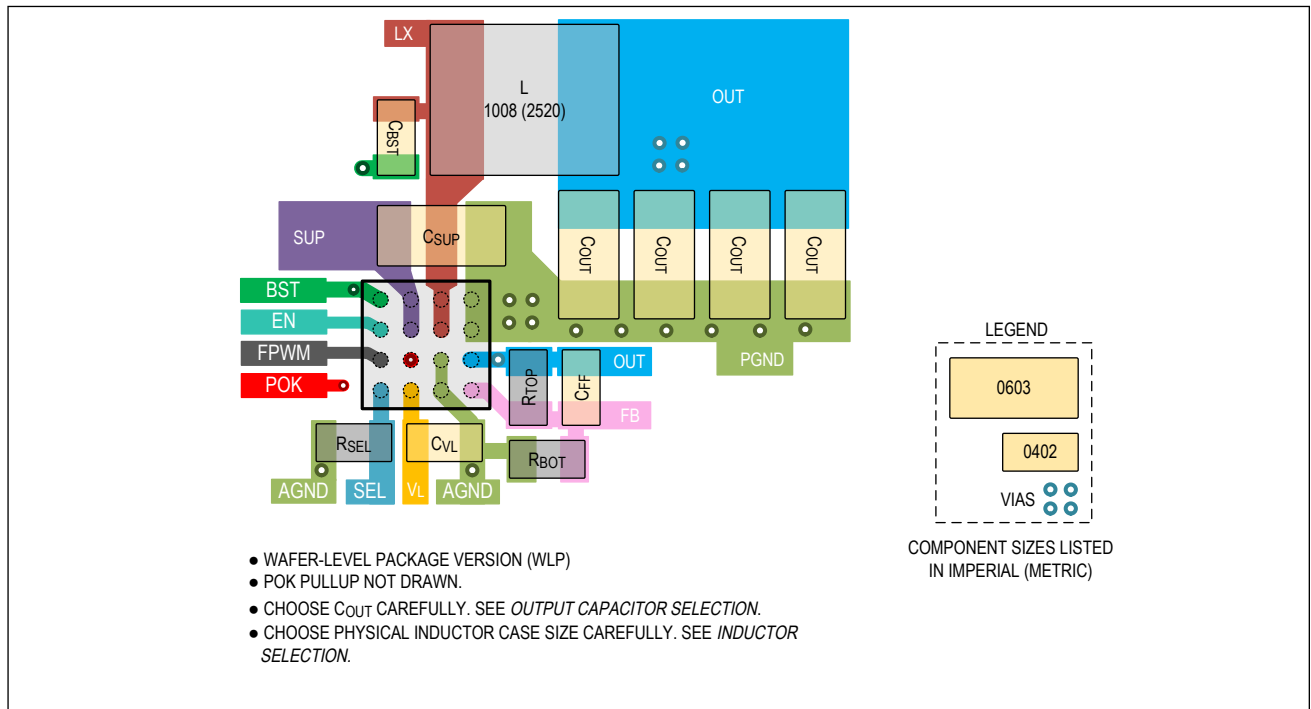 LX
L
1008 (2520)
OUT
CBST
SUP
CSUP
COUT
COUT
COUT
COUT
BST
EN
FPWM
POK
RTOP
CFF
OUT
PGND
FB
RSEL
CVL
RBOT
AGND
SEL
VL
AGND
LEGEND
0603
0402
VIAS
COMPONENT SIZES LISTED
IN IMPERIAL (METRIC)
● WAFER-LEVEL PACKAGE VERSION (WLP)
● POK PULLUP NOT DRAWN.
● CHOOSE COUT CAREFULLY. SEE OUTPUT CAPACITOR SELECTION.
● CHOOSE PHYSICAL INDUCTOR CASE SIZE CAREFULLY. SEE INDUCTOR
SELECTION.